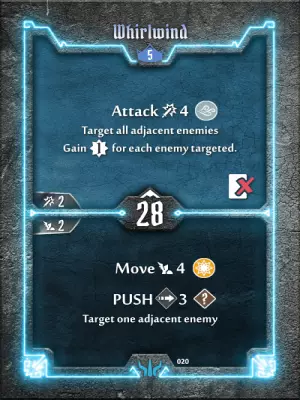 Whirlwind
5
Attack 4
Target all adjacent enemies
Gain 1 for each enemy targeted.
2
28
2
Move 4
PUSH 3 ?
Target one adjacent enemy
020